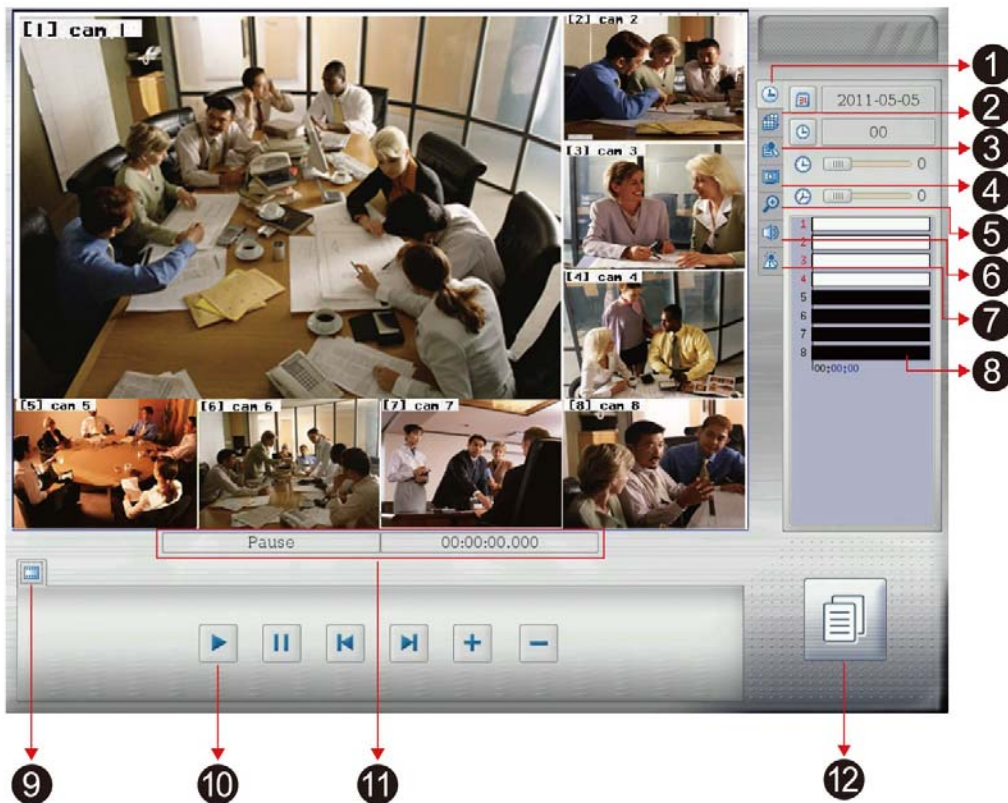 [1] cam 1
[2] cam 2
[3] cam 3
[4] cam 4
[5] cam 5
[6] cam 6
[7] cam 7
[8] cam 8
2011-05-05
00
0
0
1
2
3
4
5
6
7
8
00:00:00
Pause
00:00:00.000
1
2
3
4
5
6
7
8
9
10
11
12